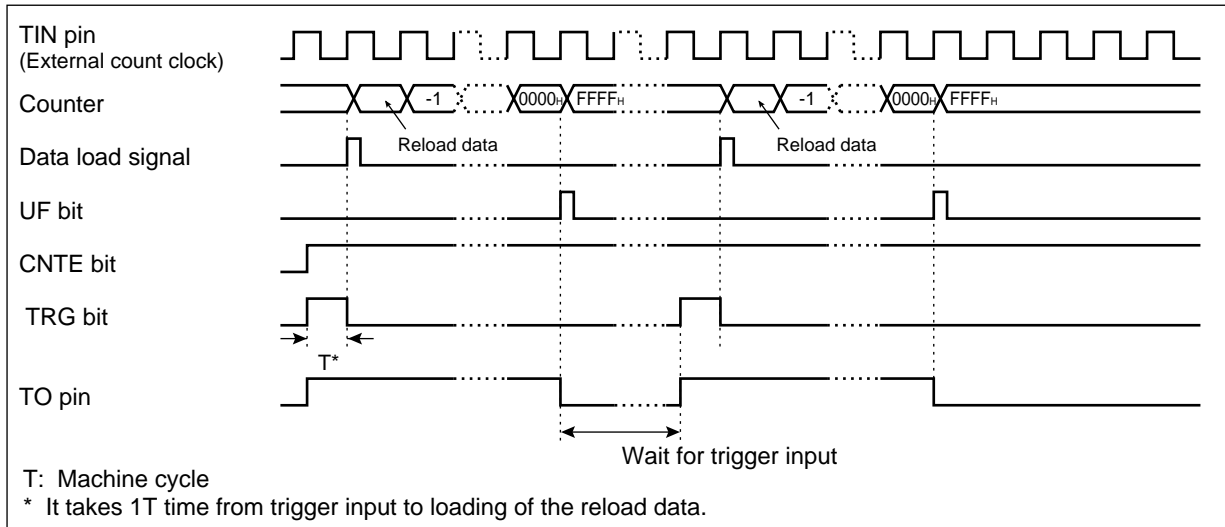 TIN pin
(External count clock)
Counter
-1
0000H
FFFFH
-1
0000H
FFFFH
Reload data
Reload data
Data load signal
UF bit
CNTE bit
TRG bit
T*
TO pin
Wait for trigger input
T: Machine cycle
* It takes 1T time from trigger input to loading of the reload data.